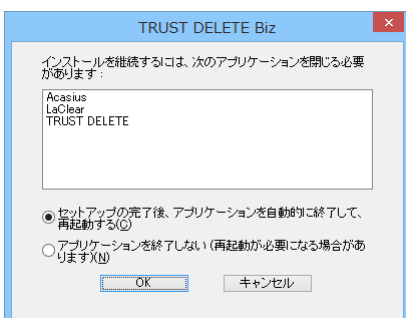 TRUST DELETE Biz
インストールを継続するには、次のアプリケーションを閉じる必要
があります:
Acasius
LaClear
TRUST DELETE
セットアップの完了後、アプリケーションを自動的に終了して、
再起動する(C)
アプリケーションを終了しない (再起動が必要になる場合があ
ります)(N)
OK
キャンセル